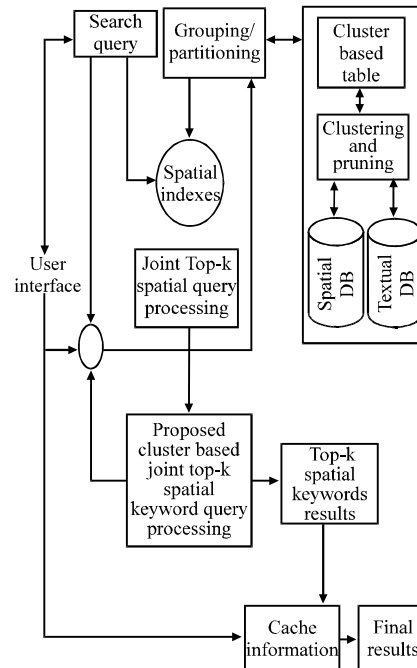 Search
query
Grouping/
partitioning
Cluster
based
table
Clustering
and
pruning
Spatial
DB
Textual
DB
Spatial
indexes
User
interface
Joint Top-k
spatial query
processing
Proposed
cluster based
joint top-k
spatial
keyword query
processing
Top-k
spatial
keywords
results
Cache
information
Final
results